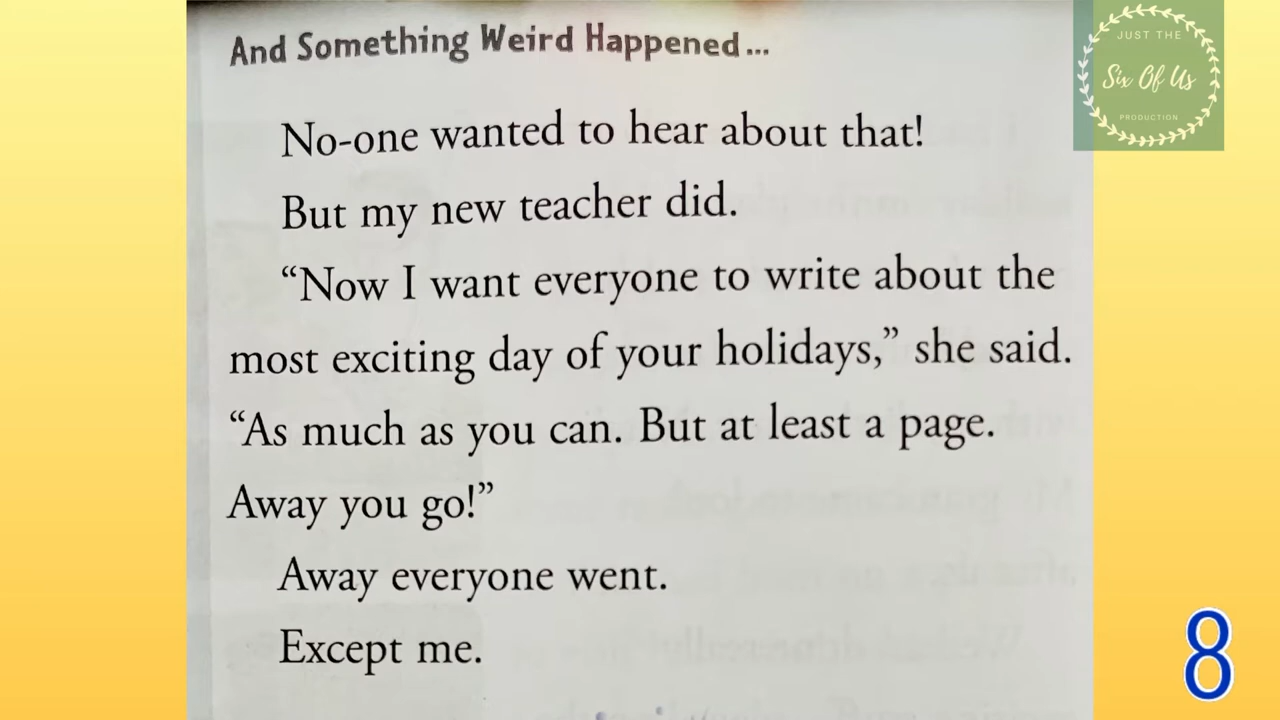 And Something Weird Happened...
JUST THE
Six Of Us
PRODUCTION
No-one wanted to hear about that!
But my new teacher did.
“Now I want everyone to write about the
most exciting day of your holidays,” she said.
“As much as you can. But at least a page.
Away you go!”
Away everyone went.
Except me.
8